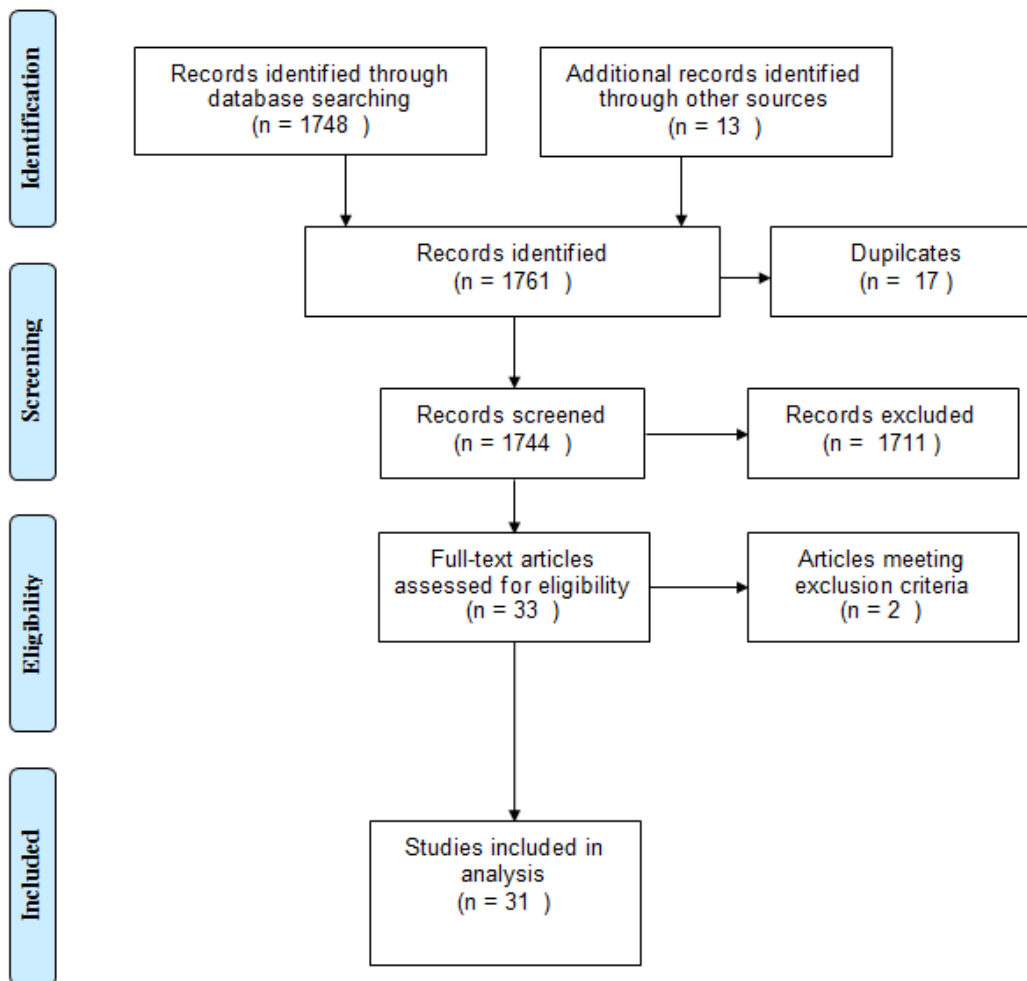 Identification
Records identified through
database searching
(n = 1748  )
Additional records identified
through other sources
(n = 13  )
Records identified
(n = 1761  )
Dupilcates
(n =  17 )
Screening
Records screened
(n = 1744  )
Records excluded
(n =  1711)
Eligibility
Full-text articles
assessed for eligibility
(n = 33  )
Articles meeting
exclusion criteria
(n = 2  )
Included
Studies included in
analysis
(n = 31  )